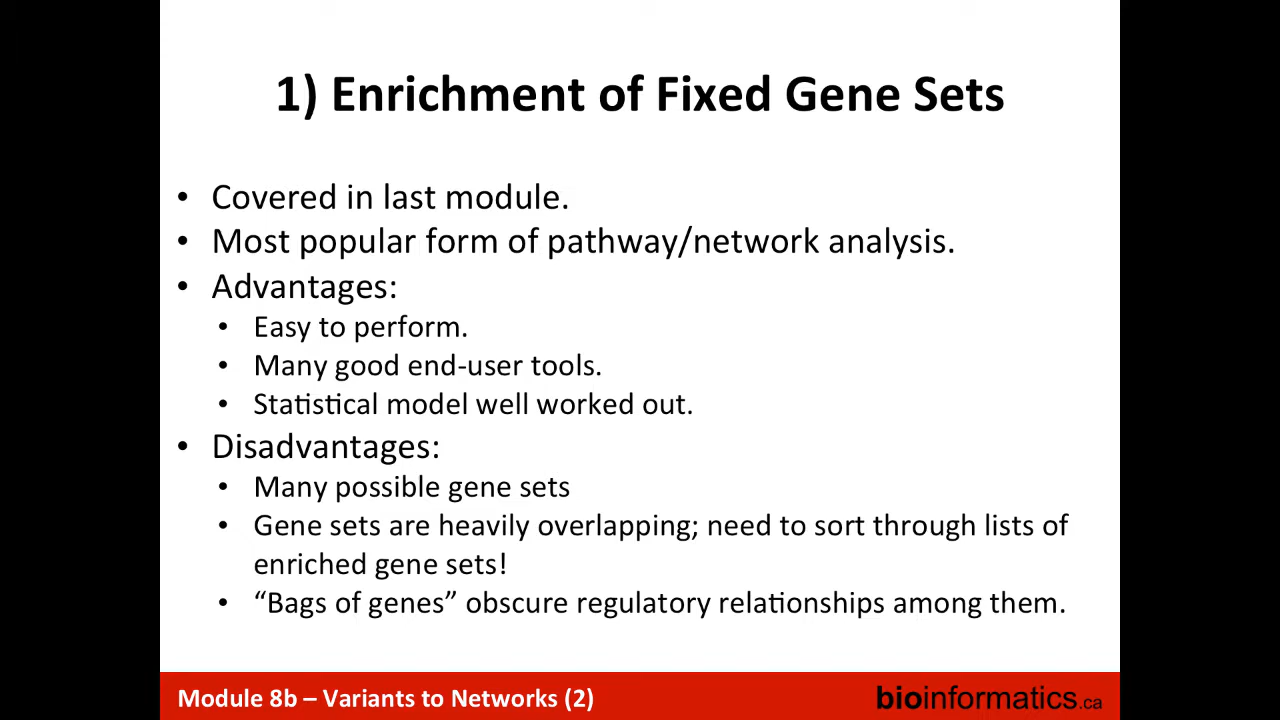 1) Enrichment of Fixed Gene Sets
• Covered in last module.
• Most popular form of pathway/network analysis.
• Advantages:
• Easy to perform.
• Many good end-user tools.
• Statistical model well worked out.
• Disadvantages:
• Many possible gene sets
• Gene sets are heavily overlapping; need to sort through lists of
enriched gene sets!
• “Bags of genes” obscure regulatory relationships among them.
Module 8b – Variants to Networks (2)
bioinformatics.ca